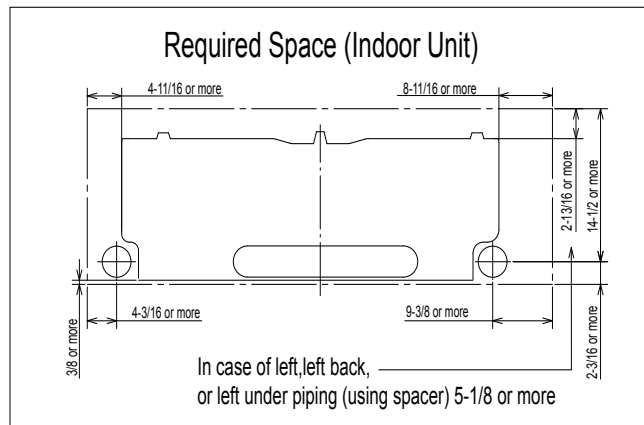 Required Space (Indoor Unit)
4-11/16 or more
8-11/16 or more
2-13/16 or more
14-1/2 or more
4-3/16 or more
9-3/8 or more
3/8 or more
2-3/16 or more
In case of left,left back,
or left under piping (using spacer) 5-1/8 or more